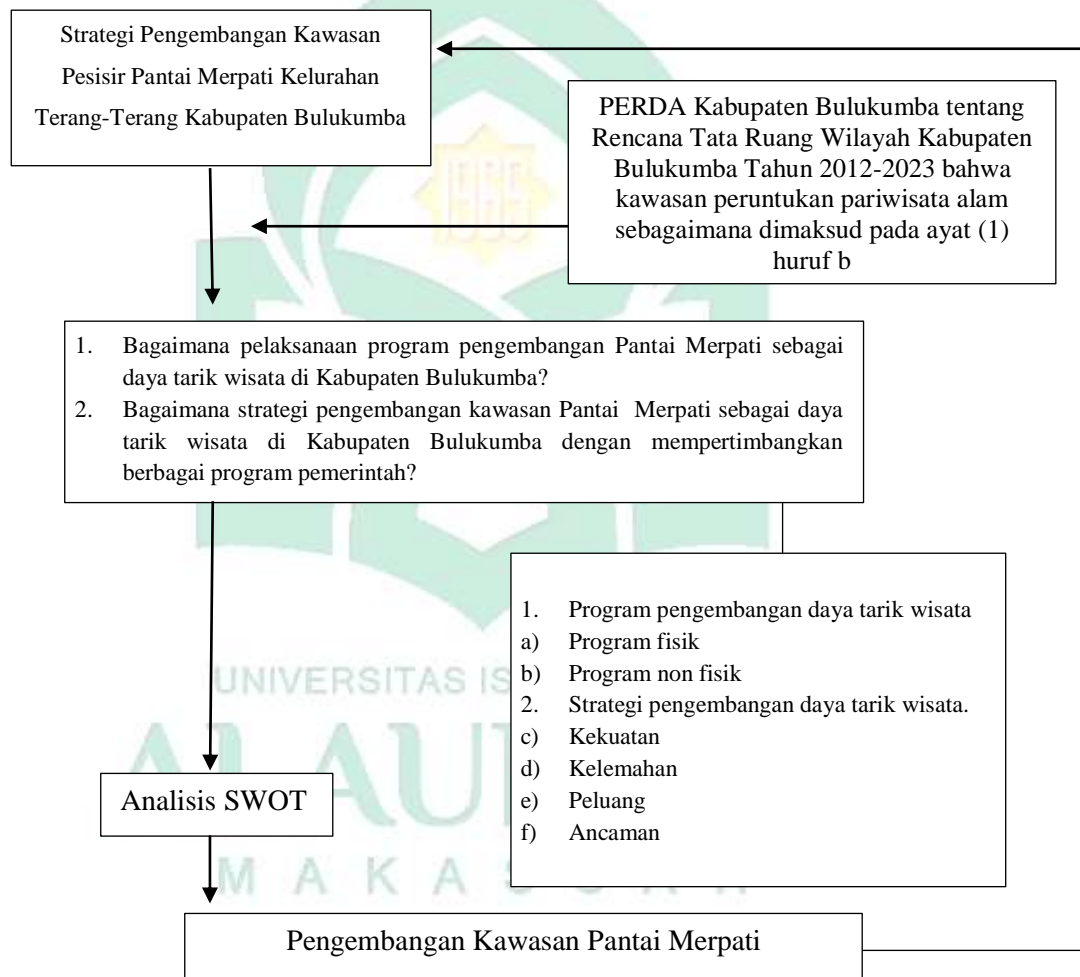 Strategi Pengembangan Kawasan
Pesisir Pantai Merpati Kelurahan
Terang-Terang Kabupaten Bulukumba
PERDA Kabupaten Bulukumba tentang
Rencana Tata Ruang Wilayah Kabupaten
Bulukumba Tahun 2012-2023 bahwa
kawasan peruntukan pariwisata alam
sebagaimana dimaksud pada ayat (1)
huruf b
1. Bagaimana pelaksanaan program pengembangan Pantai Merpati sebagai
daya tarik wisata di Kabupaten Bulukumba?
2. Bagaimana strategi pengembangan kawasan Pantai Merpati sebagai daya
tarik wisata di Kabupaten Bulukumba dengan mempertimbangkan
berbagai program pemerintah?
1. Program pengembangan daya tarik wisata
a) Program fisik
b) Program non fisik
2. Strategi pengembangan daya tarik wisata.
c) Kekuatan
d) Kelemahan
e) Peluang
f) Ancaman
UNIVERSITAS IS
ALAU
Analisis SWOT
M A K A
Pengembangan Kawasan Pantai Merpati